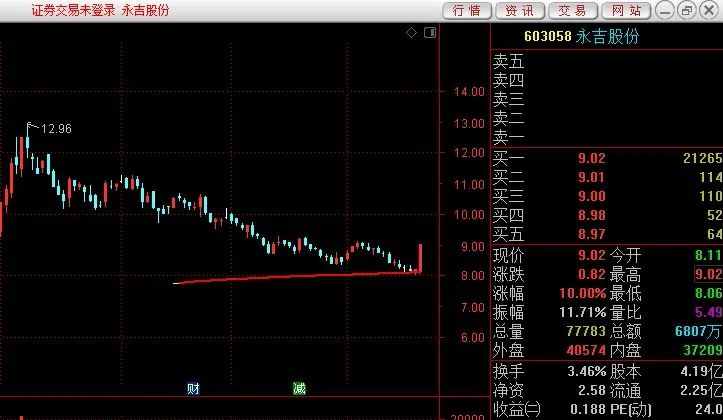 证券交易未登录 永吉股份
行情 资讯 交易 网站
603058 永吉股份
卖五
卖四
卖三
卖二
卖一
买一 9.02 21265
买二 9.01 114
买三 9.00 110
买四 8.98 52
买五 8.97 64
现价 9.02 今开 8.11
涨跌 0.82 最高 9.02
涨幅 10.00% 最低 8.06
振幅 11.71% 量比 5.49
总量 77783 总额 6807万
外盘 40574 内盘 37209
换手 3.46% 股本 4.19亿
净资 2.58 流通 2.25亿
收益㈠ 0.188 PE(动) 24.0
12.96
14.00
13.00
12.00
11.00
10.00
9.00
8.00
7.00
6.00
财 减
20000